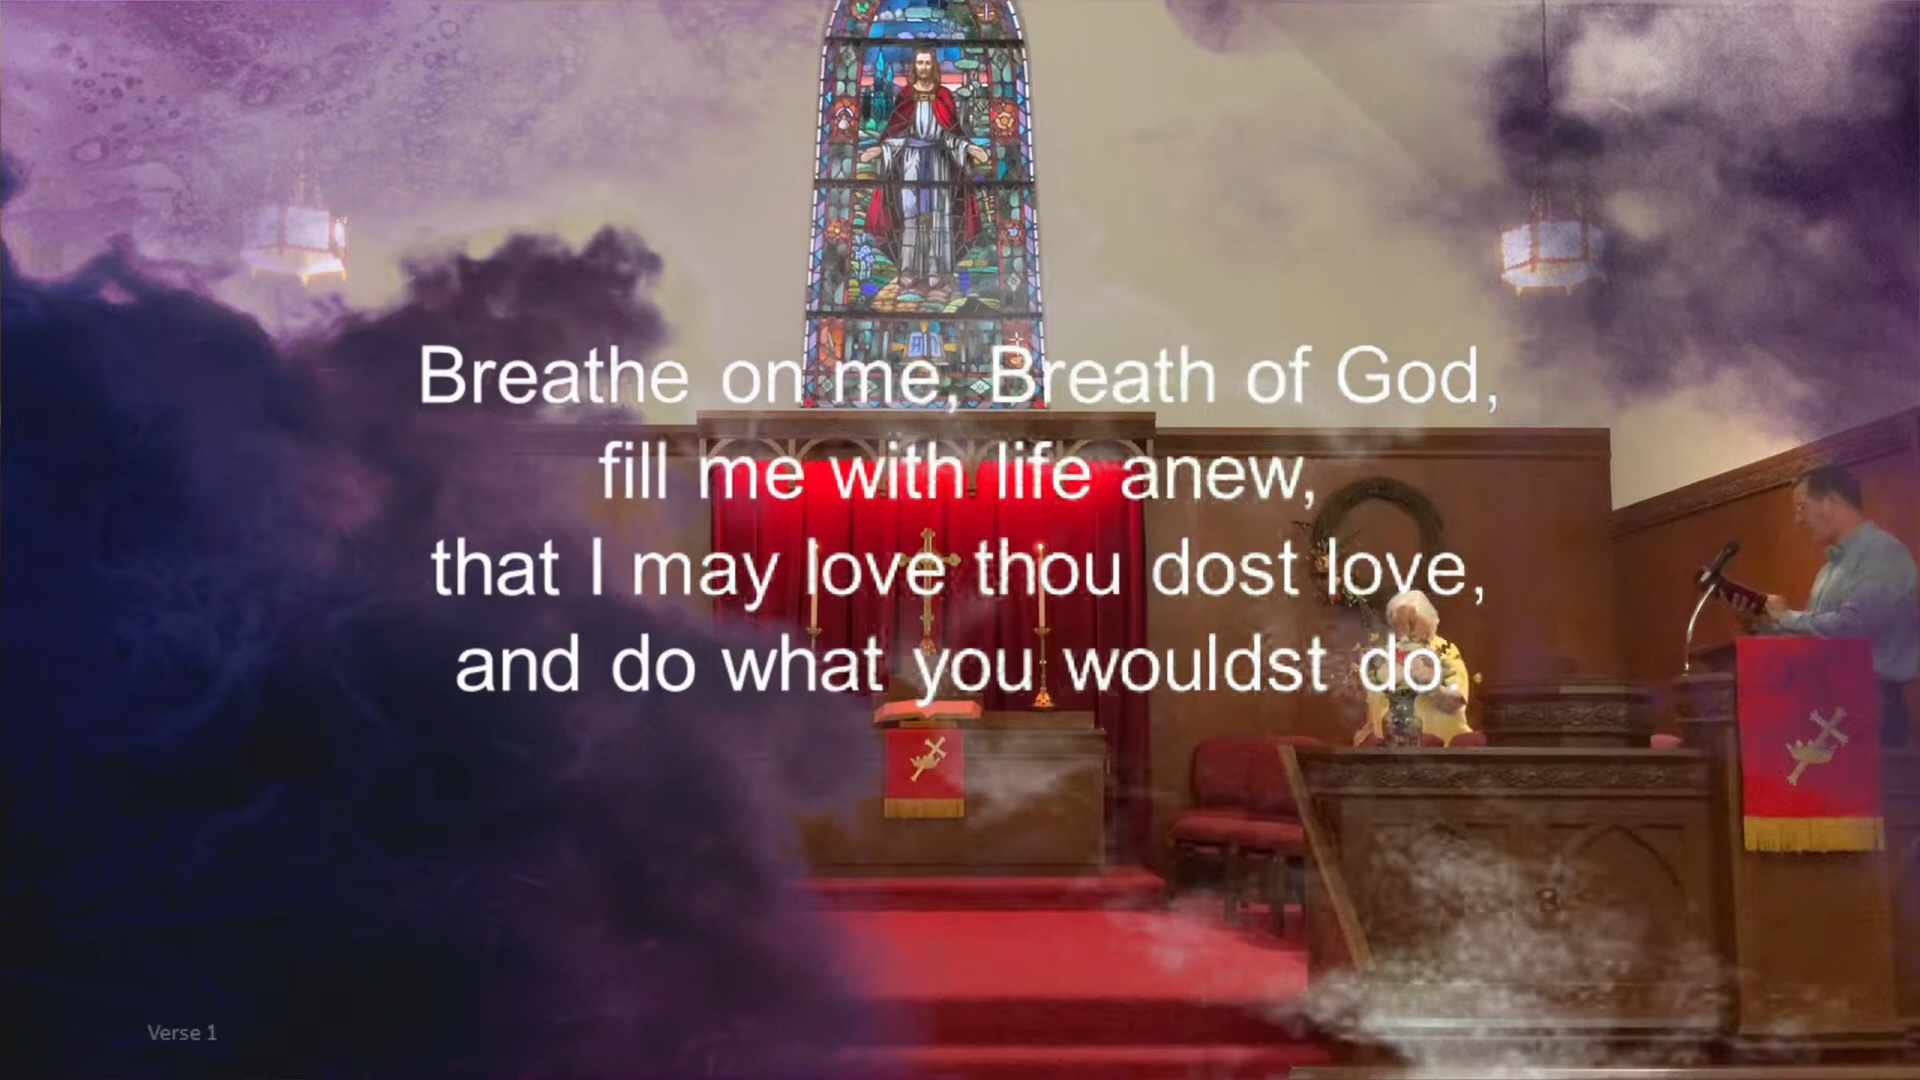 Breathe on me, Breath of God,
fill me with life anew,
that I may love thou dost love,
and do what you wouldst do.
Verse 1